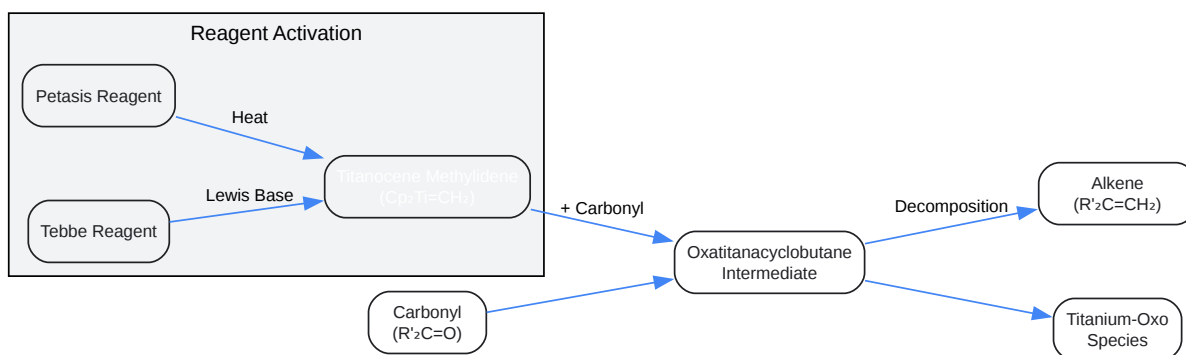 Reagent Activation
Petasis Reagent
Heat
Titanocene Methylidene
(Cp₂Ti=CH₂)
Lewis Base
Tebbe Reagent
+ Carbonyl
Carbonyl
(R'₂C=O)
Oxatitanacyclobutane
Intermediate
Decomposition
Alkene
(R'₂C=CH₂)
Titanium-Oxo
Species